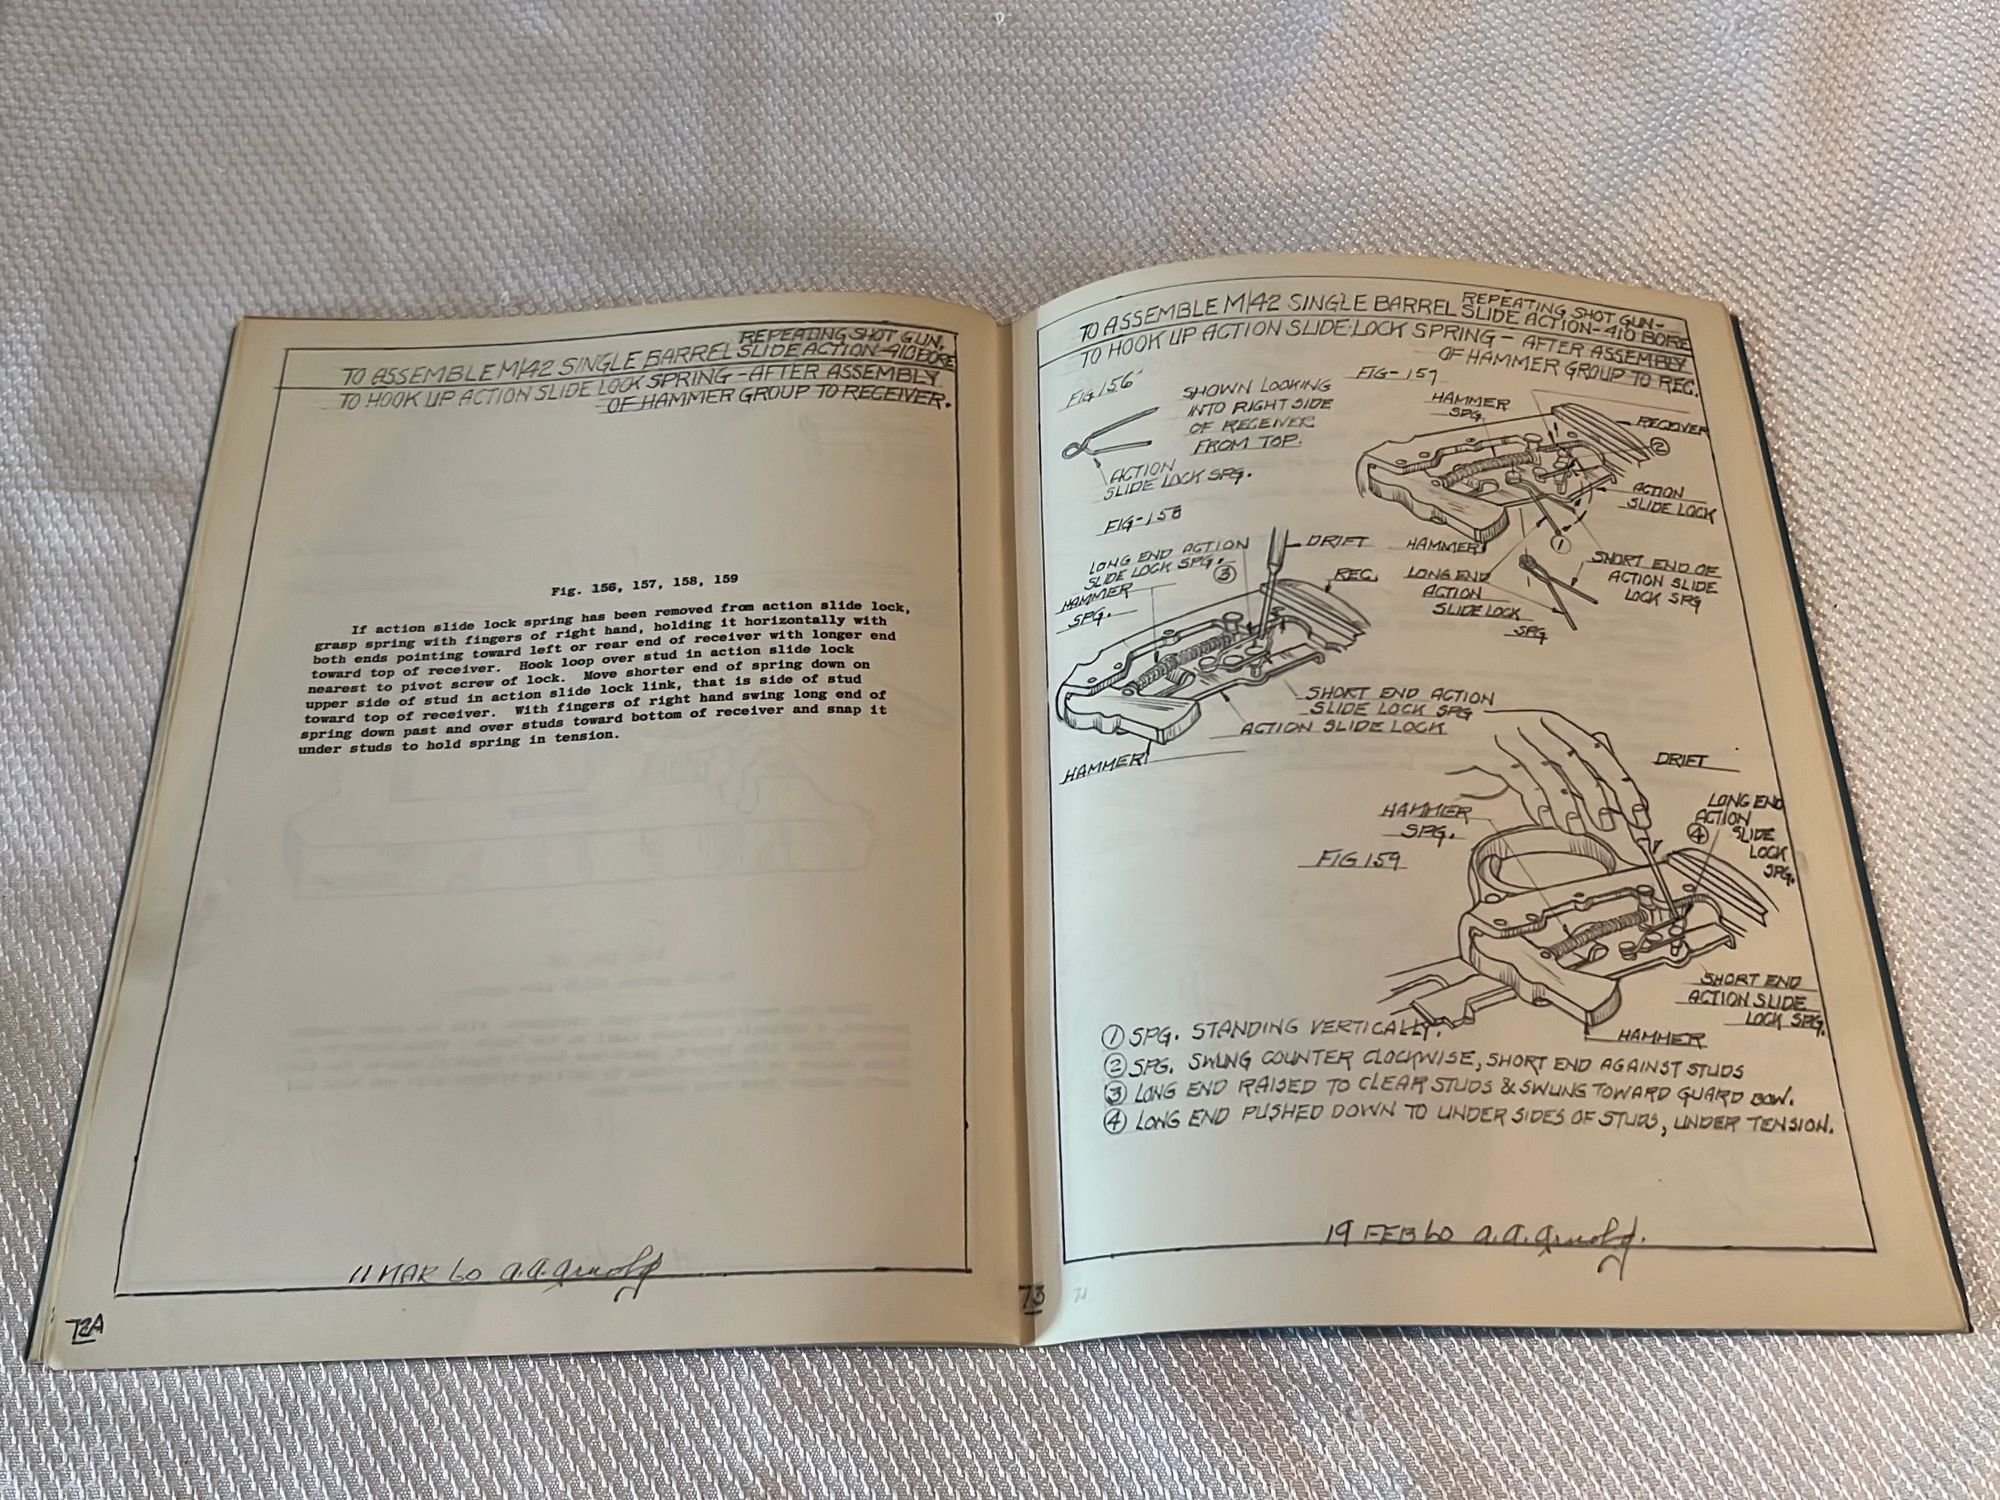 REPEATING SHOT GUN.
TO ASSEMBLE M/42 SINGLE BARREL SLIDE ACTION-410 BORE
TO HOOK UP ACTION SLIDE LOCK SPRING-AFTER ASSEMBLY
OF HAMMER GROUP TO RECEIVER.
Fig. 156, 157, 158, 159
If action slide lock spring has been removed from action slide lock,
grasp spring with fingers of right hand, holding it horizontally with
both ends pointing toward left or rear end of receiver with longer end
toward top of receiver. Hook loop over stud in action slide lock
nearest to pivot screw of lock. Move shorter end of spring down on
upper side of stud in action slide lock link, that is side of stud
toward top of receiver. With fingers of right hand swing long end of
spring down past and over studs toward bottom of receiver and snap it
under studs to hold spring in tension.
11 MAR 60 a.a. Arnold
72A
REPEATING SHOT GUN-
TO ASSEMBLE M/42 SINGLE BARREL SLIDE ACTION-410 BORE
TO HOOK UP ACTION SLIDE LOCK SPRING- AFTER ASSEMBLY
OF HAMMER GROUP TO REC.
FIG 156
SHOWN LOOKING
INTO RIGHT SIDE
OF RECEIVER
FROM TOP.
ACTION
SLIDE LOCK SPG.
FIG-157
HAMMER
SPG.
RECEIVER
2
ACTION
SLIDE LOCK
1
HAMMER
LONG END
ACTION
SLIDE LOCK
SPG
SHORT END OF
ACTION SLIDE
LOCK SPG
FIG-158
LONG END ACTION
SLIDE LOCK SPG. 3
DRIFT
REC.
HAMMER
SPG.
SHORT END ACTION
SLIDE LOCK SPG
ACTION SLIDE LOCK
HAMMER
DRIFT
HAMMER
SPG.
FIG 159
LONG END
ACTION
4 SLIDE
LOCK
SPG.
SHORT END
ACTION SLIDE
LOCK SPG.
HAMMER
1 SPG. STANDING VERTICALLY.
2 SPG. SWUNG COUNTER CLOCKWISE, SHORT END AGAINST STUDS
3 LONG END RAISED TO CLEAR STUDS & SWUNG TOWARD GUARD BOW.
4 LONG END PUSHED DOWN TO UNDER SIDES OF STUDS, UNDER TENSION.
19 FEB 60 a.a. Arnold.
73